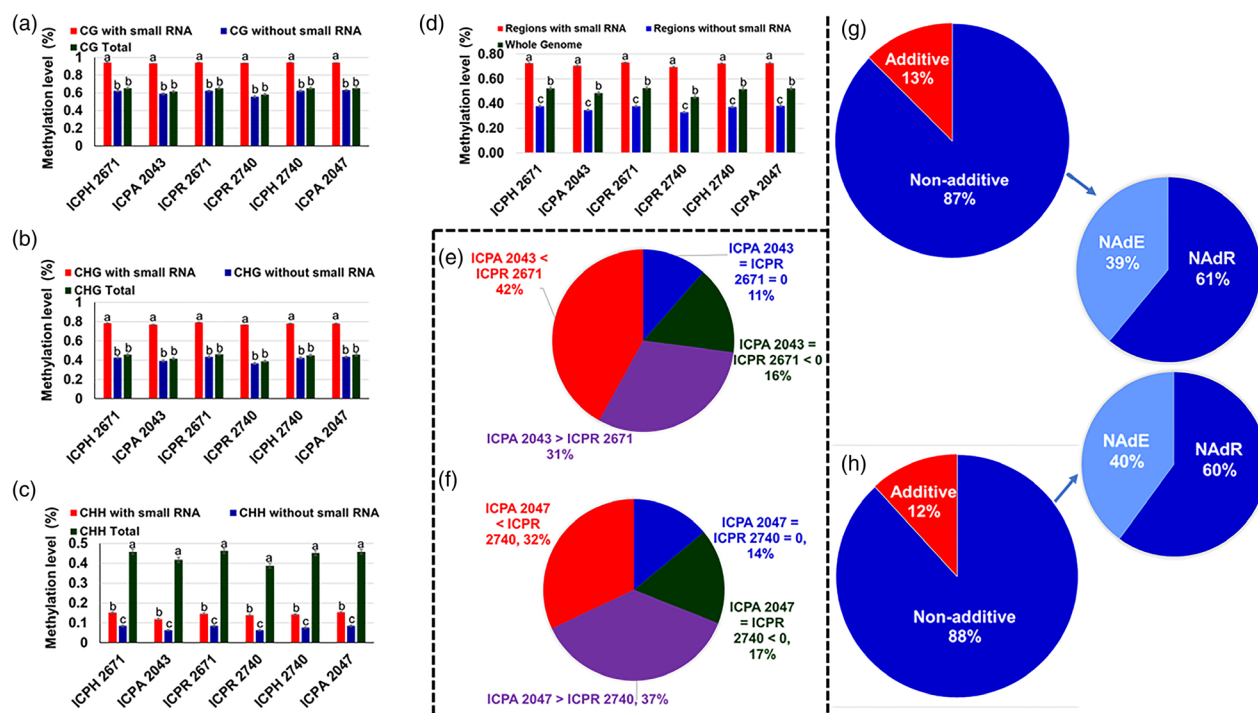 (a)
CG with small RNA
CG without small RNA
CG Total
Methylation level (%)
1
0.8
0.6
0.4
0.2
0
a
b b
a
b b
a
b b
a
b b
a
b b
a
b b
ICPH 2671
ICPA 2043
ICPR 2671
ICPR 2740
ICPH 2740
ICPA 2047
(b)
CHG with small RNA
CHG without small RNA
CHG Total
Methylation level (%)
1
0.8
0.6
0.4
0.2
0
a
b b
a
b b
a
b b
a
b b
a
b b
a
b b
ICPH 2671
ICPA 2043
ICPR 2671
ICPR 2740
ICPH 2740
ICPA 2047
(c)
CHH with small RNA
CHH without small RNA
CHH Total
Methylation level (%)
0.5
0.4
0.3
0.2
0.1
0
b c a
b c a
b c a
b c a
b c a
b c a
ICPH 2671
ICPA 2043
ICPR 2671
ICPR 2740
ICPH 2740
ICPA 2047
(d)
Regions with small RNA
Regions without small RNA
Whole Genome
Methylation level (%)
0.80
0.60
0.40
0.20
0.00
a c b
a c b
a c b
a c b
a c b
a c b
ICPH 2671
ICPA 2043
ICPR 2671
ICPR 2740
ICPH 2740
ICPA 2047
(e)
ICPA 2043 <
ICPR 2671
42%
ICPA 2043
= ICPR
2671 = 0
11%
ICPA 2043 =
ICPR 2671 < 0
16%
ICPA 2043 > ICPR 2671
31%
(f)
ICPA 2047
< ICPR
2740, 32%
ICPA 2047 =
ICPR 2740 = 0,
14%
ICPA 2047
= ICPR
2740 < 0,
17%
ICPA 2047 > ICPR 2740, 37%
(g)
Additive
13%
Non-additive
87%
NAdE
39%
NAdR
61%
(h)
Additive
12%
Non-additive
88%
NAdE
40%
NAdR
60%